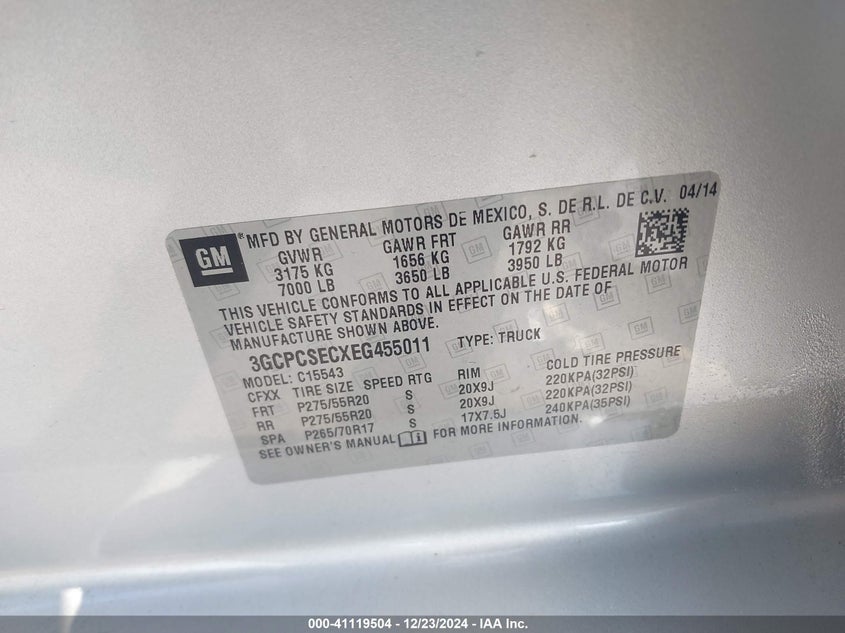 GM ® MFD BY GENERAL MOTORS DE MEXICO, S. DE R.L. DE C.V. 04/14
GVWR GAWR FRT GAWR RR
3175 KG 1656 KG 1792 KG
7000 LB 3650 LB 3950 LB
THIS VEHICLE CONFORMS TO ALL APPLICABLE U.S. FEDERAL MOTOR
VEHICLE SAFETY STANDARDS IN EFFECT ON THE DATE OF
MANUFACTURE SHOWN ABOVE.
3GCPCSECXEG455011 TYPE: TRUCK
MODEL: C15543
CFXX TIRE SIZE SPEED RTG RIM COLD TIRE PRESSURE
FRT P275/55R20 S 20X9J 220KPA(32PSI)
RR P275/55R20 S 20X9J 220KPA(32PSI)
SPA P265/70R17 S 17X7.5J 240KPA(35PSI)
SEE OWNER'S MANUAL FOR MORE INFORMATION.
000-41119504 - 12/23/2024 - IAA Inc.